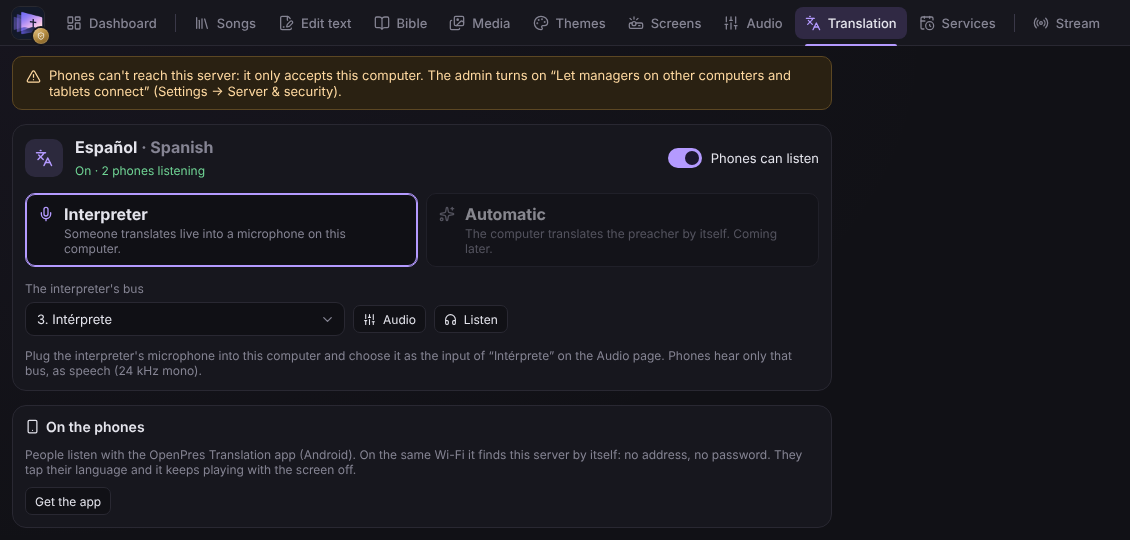 Dashboard Songs Edit text Bible Media Themes Screens Audio Translation Services Stream
Phones can't reach this server: it only accepts this computer. The admin turns on “Let managers on other computers and
tablets connect” (Settings → Server & security).
Español · Spanish
On · 2 phones listening
Phones can listen
Interpreter
Someone translates live into a microphone on this
computer.
Automatic
The computer translates the preacher by itself. Coming
later.
The interpreter's bus
3. Intérprete
Audio
Listen
Plug the interpreter's microphone into this computer and choose it as the input of “Intérprete” on the Audio page. Phones hear only that
bus, as speech (24 kHz mono).
On the phones
People listen with the OpenPres Translation app (Android). On the same Wi-Fi it finds this server by itself: no address, no password. They
tap their language and it keeps playing with the screen off.
Get the app